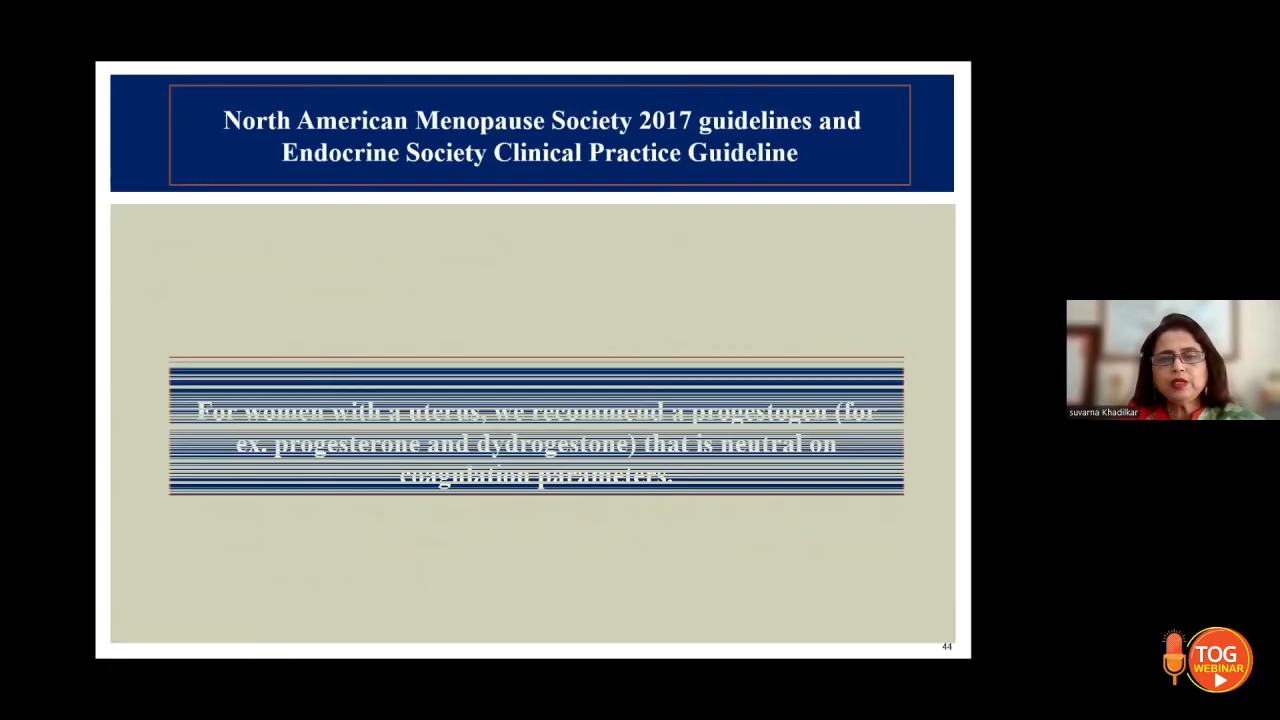 North American Menopause Society 2017 guidelines and
Endocrine Society Clinical Practice Guideline
For women with a uterus, we recommend a progestogen (for
ex. progesterone and dydrogestone) that is neutral on
coagulation parameters.
44
suvarna Khadilkar
TOG
WEBINAR